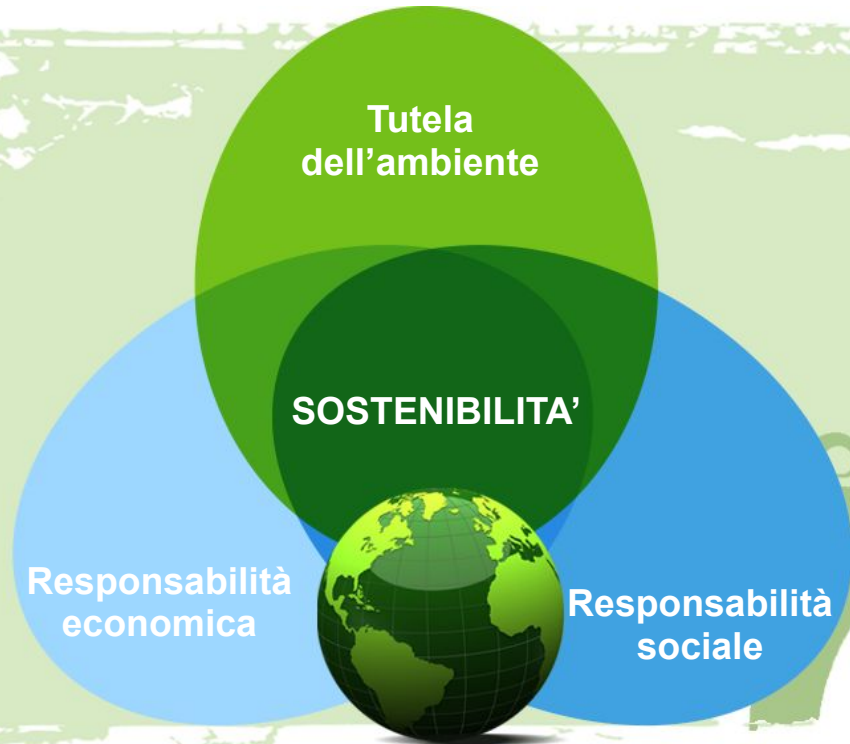 Tutela
dell’ambiente
SOSTENIBILITA’
Responsabilità
economica
Responsabilità
sociale